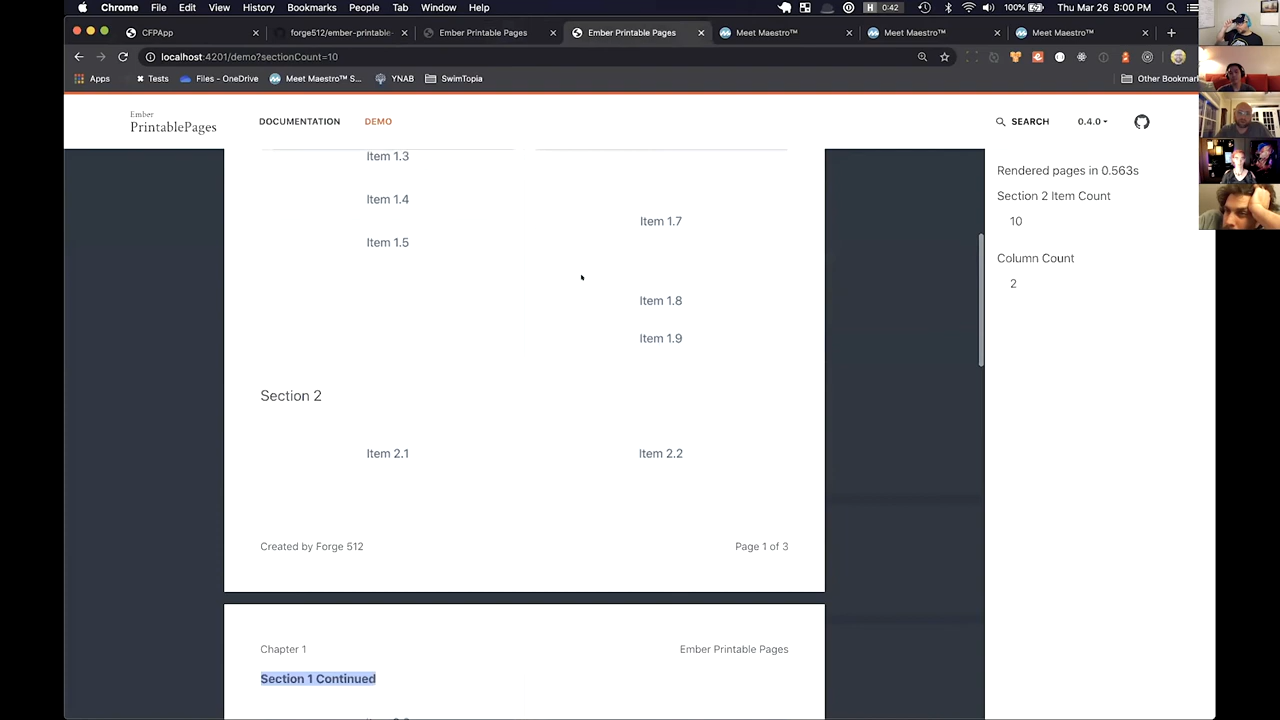 Chrome File Edit View History Bookmarks People Tab Window Help H 0:42 100% Thu Mar 26 8:00 PM
CFPApp forge512/ember-printable- Ember Printable Pages Ember Printable Pages Meet Maestro™ Meet Maestro™ Meet Maestro™
localhost:4201/demo?sectionCount=10
Apps Tests Files - OneDrive Meet Maestro™ S... YNAB SwimTopia Other Bookmar
Ember
PrintablePages
DOCUMENTATION DEMO SEARCH 0.4.0
Item 1.3
Item 1.4
Item 1.5
Item 1.7
Item 1.8
Item 1.9
Section 2
Item 2.1 Item 2.2
Created by Forge 512 Page 1 of 3
Chapter 1 Ember Printable Pages
Section 1 Continued
Rendered pages in 0.563s
Section 2 Item Count
10
Column Count
2